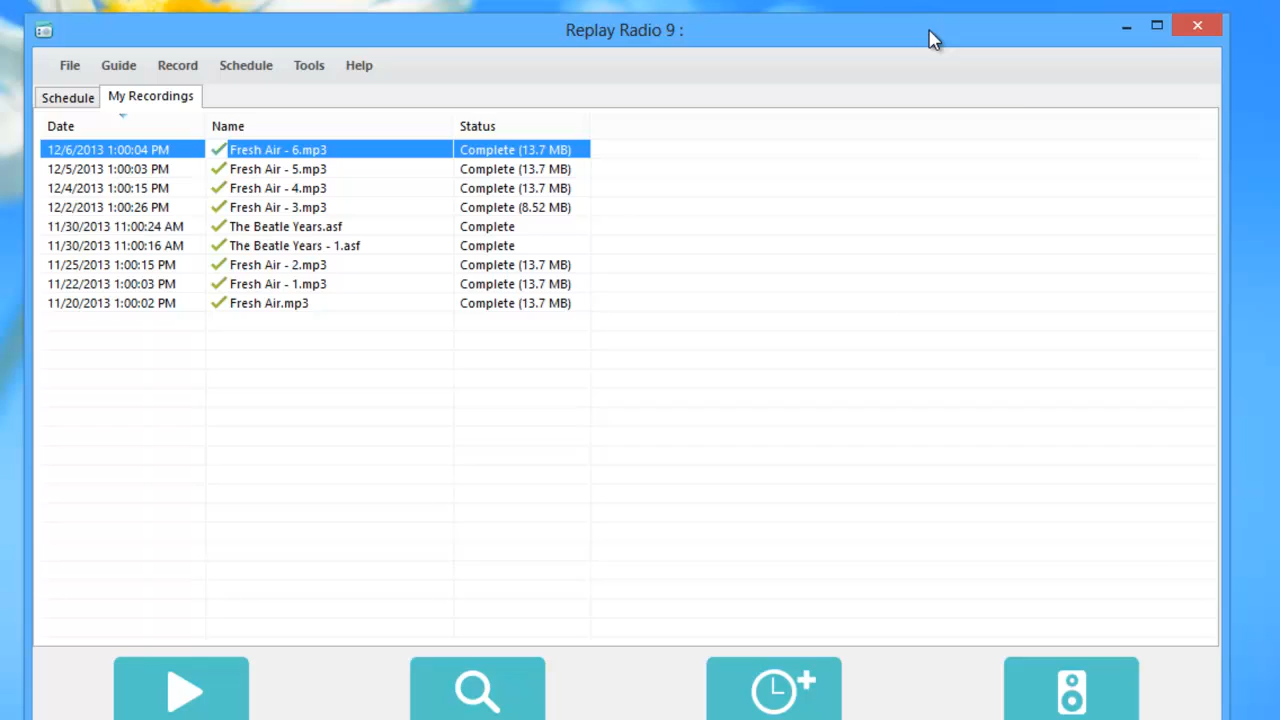 Replay Radio 9 :
File Guide Record Schedule Tools Help
Schedule My Recordings
Date Name Status
12/6/2013 1:00:04 PM Fresh Air - 6.mp3 Complete (13.7 MB)
12/5/2013 1:00:03 PM Fresh Air - 5.mp3 Complete (13.7 MB)
12/4/2013 1:00:15 PM Fresh Air - 4.mp3 Complete (13.7 MB)
12/2/2013 1:00:26 PM Fresh Air - 3.mp3 Complete (8.52 MB)
11/30/2013 11:00:24 AM The Beatle Years.asf Complete
11/30/2013 11:00:16 AM The Beatle Years - 1.asf Complete
11/25/2013 1:00:15 PM Fresh Air - 2.mp3 Complete (13.7 MB)
11/22/2013 1:00:03 PM Fresh Air - 1.mp3 Complete (13.7 MB)
11/20/2013 1:00:02 PM Fresh Air.mp3 Complete (13.7 MB)